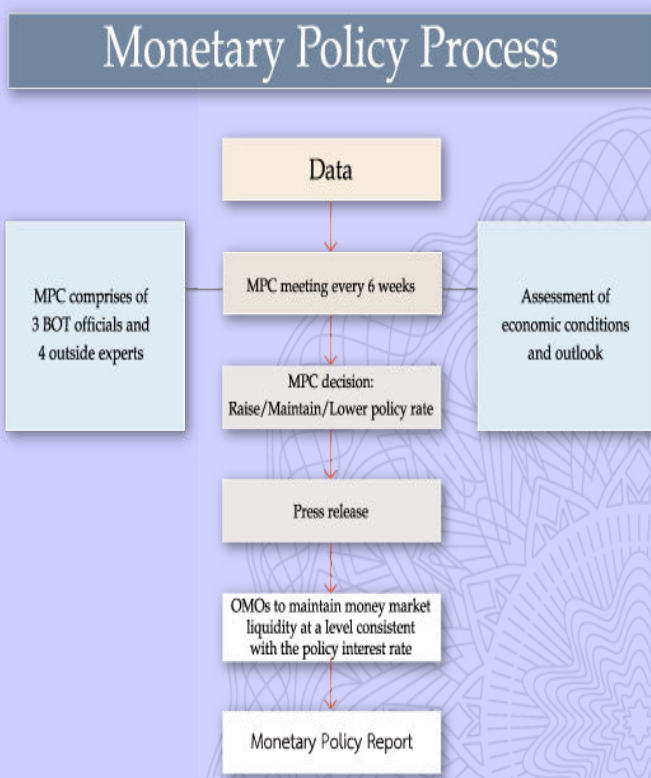 Monetary Policy Process
Data
MPC comprises of
3 BOT officials and
4 outside experts
MPC meeting every 6 weeks
Assessment of
economic conditions
and outlook
MPC decision:
Raise/Maintain/Lower policy rate
Press release
OMOs to maintain money market
liquidity at a level consistent
with the policy interest rate
Monetary Policy Report